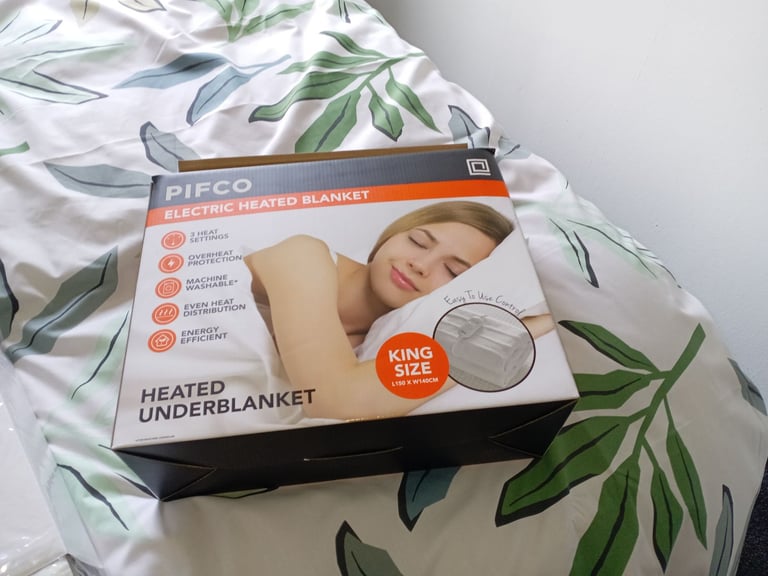 PIFCO
ELECTRIC HEATED BLANKET
3 HEAT
SETTINGS
OVERHEAT
PROTECTION
MACHINE
WASHABLE*
EVEN HEAT
DISTRIBUTION
ENERGY
EFFICIENT
Easy To Use Control
KING
SIZE
L150 X W140CM
HEATED
UNDERBLANKET